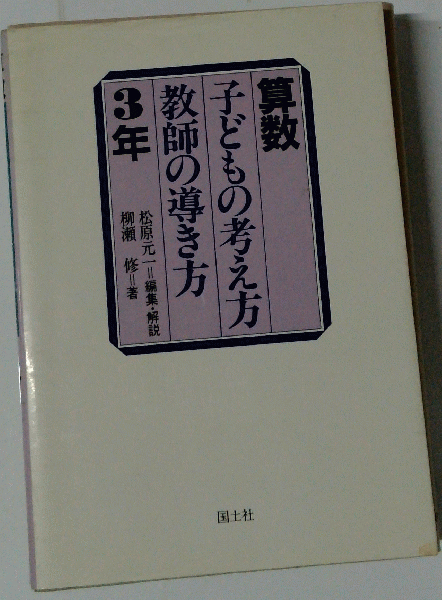 算数
子どもの考え方
教師の導き方
3年
松原元一=編集・解説
柳瀬 修=著
国土社